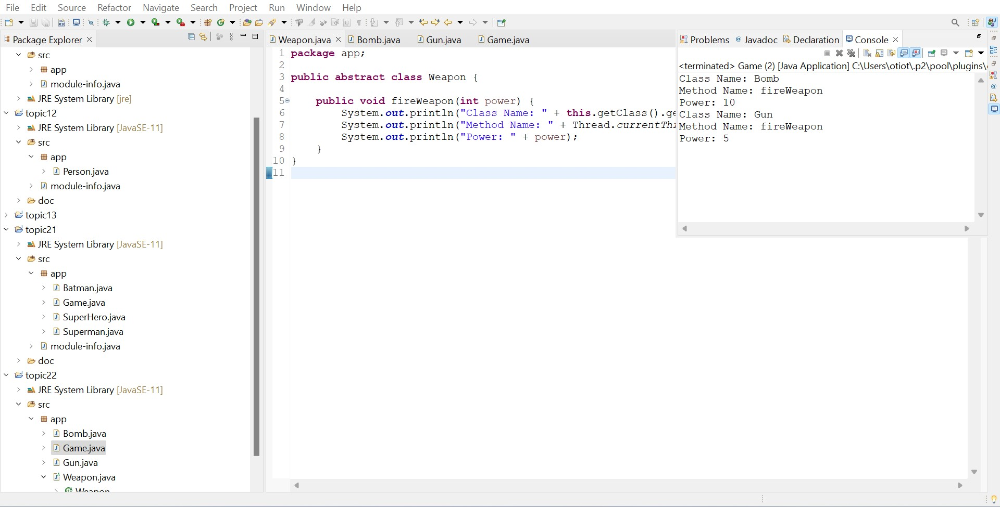 File Edit Source Refactor Navigate Search Project Run Window Help
Package Explorer
src
app
module-info.java
JRE System Library [jre]
topic12
JRE System Library [JavaSE-11]
src
app
Person.java
module-info.java
doc
topic13
topic21
JRE System Library [JavaSE-11]
src
app
Batman.java
Game.java
SuperHero.java
Superman.java
module-info.java
doc
topic22
JRE System Library [JavaSE-11]
src
app
Bomb.java
Game.java
Gun.java
Weapon.java
Weapon
Weapon.java Bomb.java Gun.java Game.java
1 package app;
2
3 public abstract class Weapon {
4
5 public void fireWeapon(int power) {
6 System.out.println("Class Name: " + this.getClass().ge
7 System.out.println("Method Name: " + Thread.currentThr
8 System.out.println("Power: " + power);
9 }
10 }
11
Problems Javadoc Declaration Console
<terminated> Game (2) [Java Application] C:\Users\otiot\.p2\pool\plugins\
Class Name: Bomb
Method Name: fireWeapon
Power: 10
Class Name: Gun
Method Name: fireWeapon
Power: 5